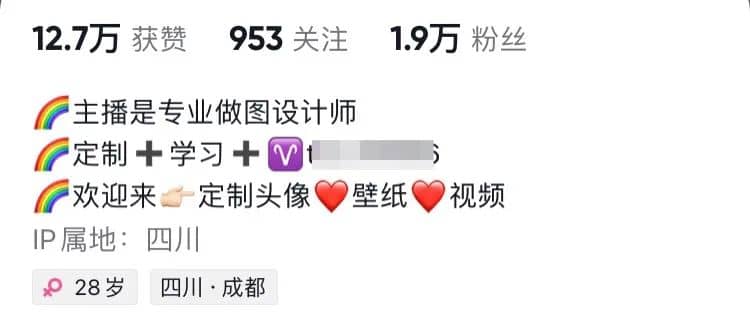 12.7万 获赞 953 关注 1.9万 粉丝
🌈主播是专业做图设计师
🌈定制➕学习➕♈t 6
🌈欢迎来👉🏻定制头像❤️壁纸❤️视频
IP属地：四川
♀ 28岁 四川·成都